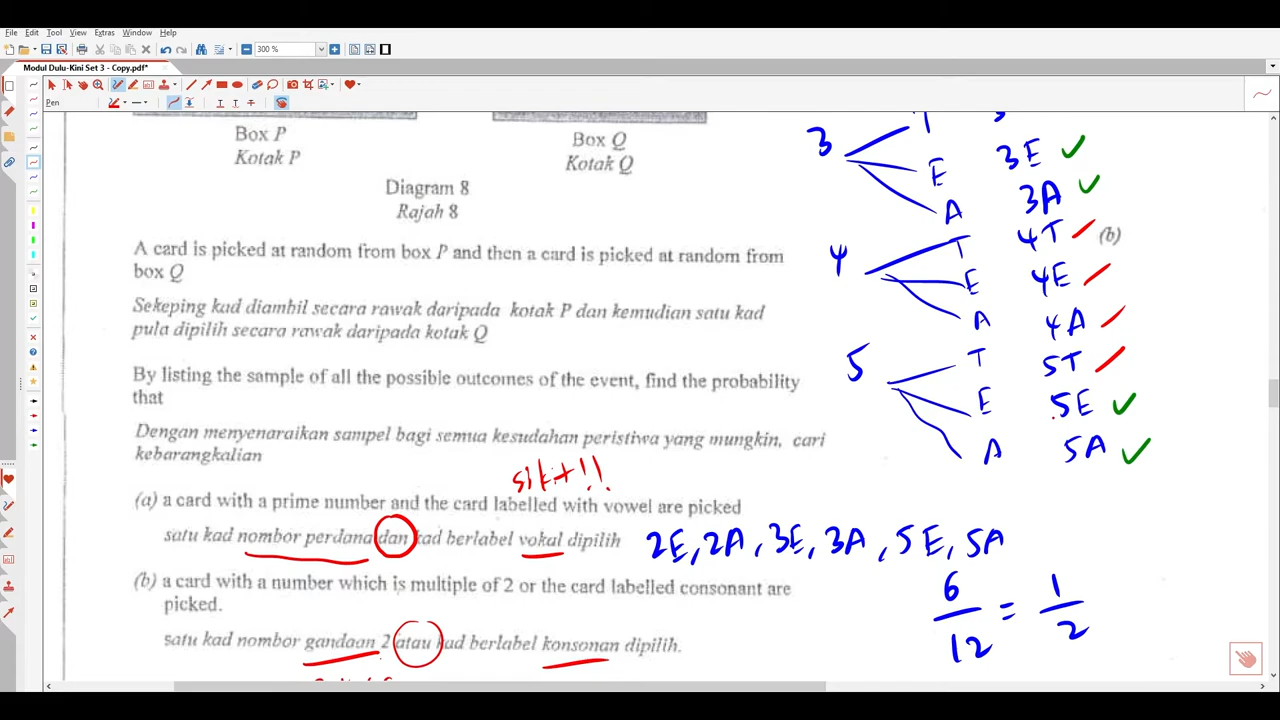 File Edit Tool View Extras Window Help
300 %
Modul Dulu-Kini Set 3 - Copy.pdf*
Pen
Box P
Kotak P
Box Q
Kotak Q
Diagram 8
Rajah 8
A card is picked at random from box P and then a card is picked at random from
box Q
Sekeping kad diambil secara rawak daripada kotak P dan kemudian satu kad
pula dipilih secara rawak daripada kotak Q
By listing the sample of all the possible outcomes of the event, find the probability
that
Dengan menyenaraikan sampel bagi semua kesudahan peristiwa yang mungkin, cari
kebarangkalian
sikit!!
(a) a card with a prime number and the card labelled with vowel are picked
satu kad nombor perdana dan kad berlabel vokal dipilih
(b) a card with a number which is multiple of 2 or the card labelled consonant are
picked.
satu kad nombor gandaan 2 atau kad berlabel konsonan dipilih.
3 T
E 3E ✓
A 3A ✓
4 T 4T (b)
E 4E
A 4A
5 T 5T
E 5E ✓
A 5A ✓
2E, 2A, 3E, 3A, 5E, 5A
6/12 = 1/2